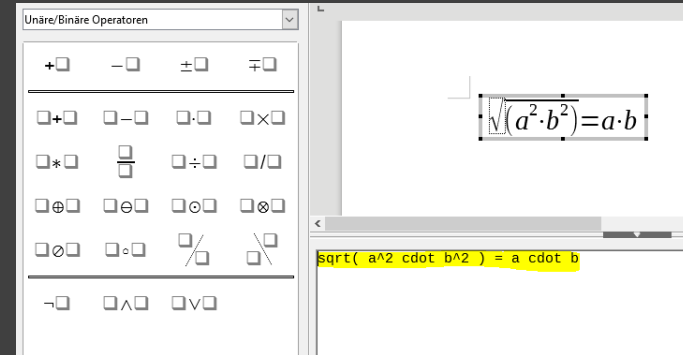 Unäre/Binäre Operatoren
+□ −□ ±□ ∓□
□+□ □−□ □·□ □×□
□∗□ □/□ □÷□ □/□
□⊕□ □⊖□ □⊙□ □⊗□
□⊘□ □∘□ □╱□ □╲□
¬□ □∧□ □∨□
√(a²·b²)=a·b
sqrt( a^2 cdot b^2 ) = a cdot b